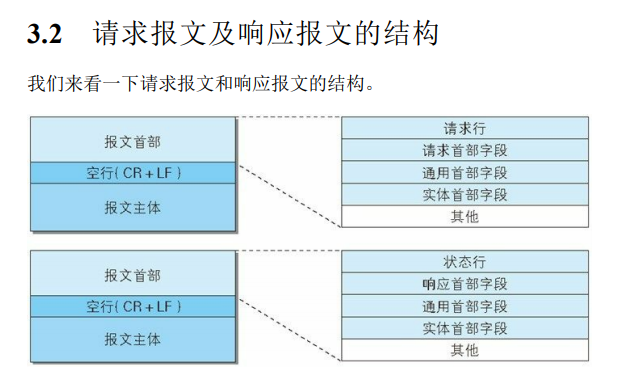 3.2 请求报文及响应报文的结构
我们来看一下请求报文和响应报文的结构。
报文首部
空行(CR+LF)
报文主体
请求行
请求首部字段
通用首部字段
实体首部字段
其他
报文首部
空行(CR+LF)
报文主体
状态行
响应首部字段
通用首部字段
实体首部字段
其他